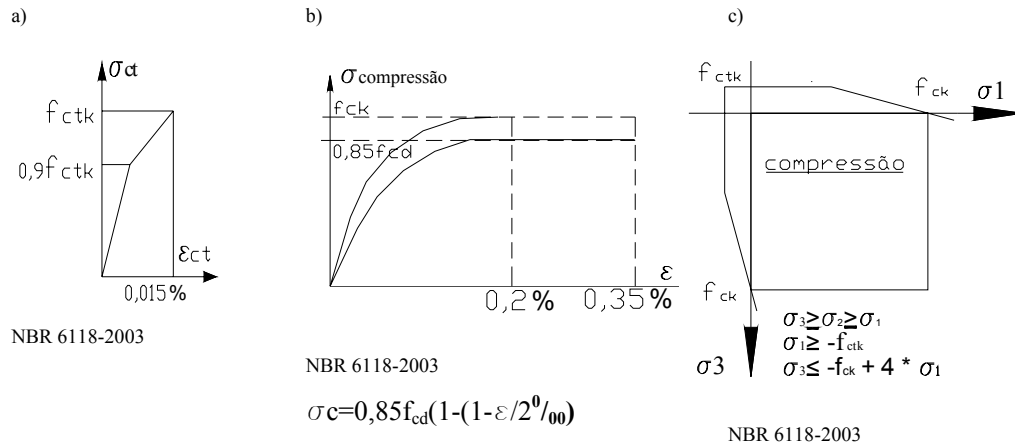 a)
σct
fctk
0,9fctk
εct
0,015%
NBR 6118-2003
b)
σ compressão
fck
0,85fcd
ε
0,2%
0,35%
NBR 6118-2003
σc=0,85fcd(1-(1-ε/2⁰/₀₀)
c)
fctk
fck
σ1
compressão
fck
σ3
σ₃≥σ₂≥σ₁
σ₁≥ -fctk
σ₃≤ -fck + 4 * σ₁
NBR 6118-2003